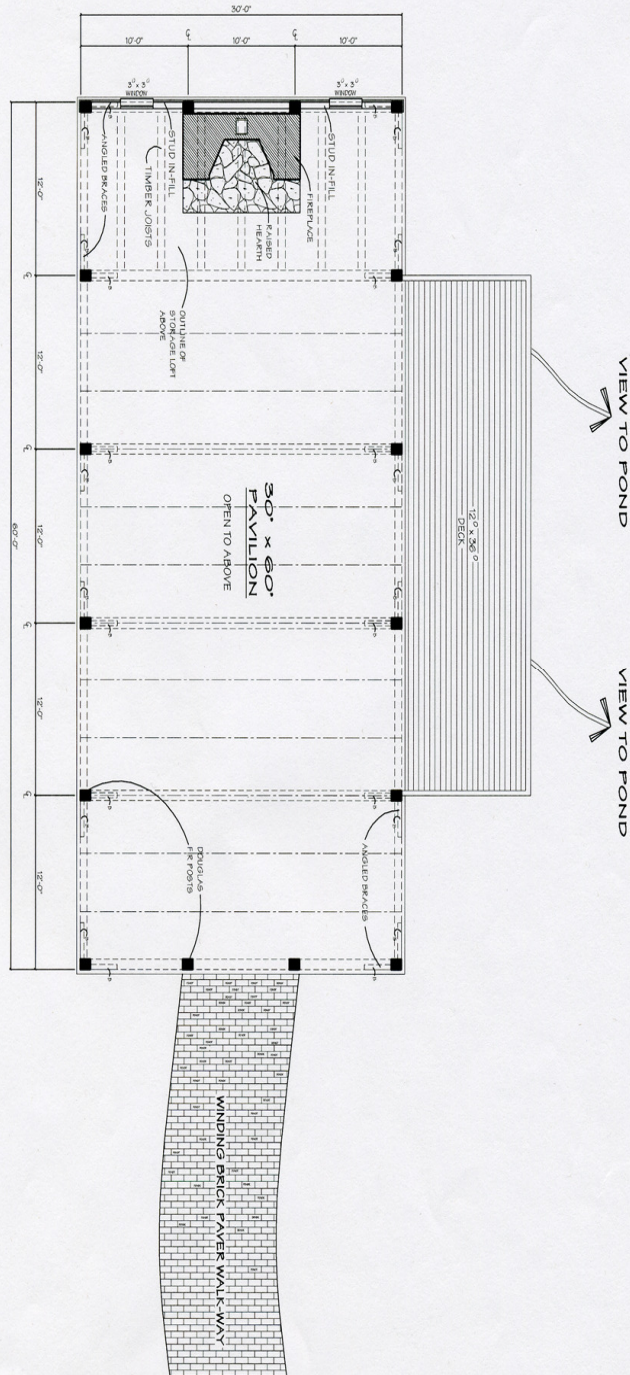 30'-0"
10'-0"
10'-0"
10'-0"
3'⁰ x 3'⁰
WINDOW
3'⁰ x 3'⁰
WINDOW
ANGLED BRACES
STUD IN-FILL
TIMBER JOISTS
RAISED
HEARTH
FIREPLACE
STUD IN-FILL
OUTLINE OF
STORAGE LOFT
ABOVE
12'-0"
12'-0"
12'-0"
12'-0"
12'-0"
60'-0"
30' x 60'
PAVILION
OPEN TO ABOVE
12'⁰ x 36'⁰
DECK
VIEW TO POND
VIEW TO POND
DOUGLAS
FIR POSTS
ANGLED BRACES
WINDING BRICK PAVER WALK-WAY